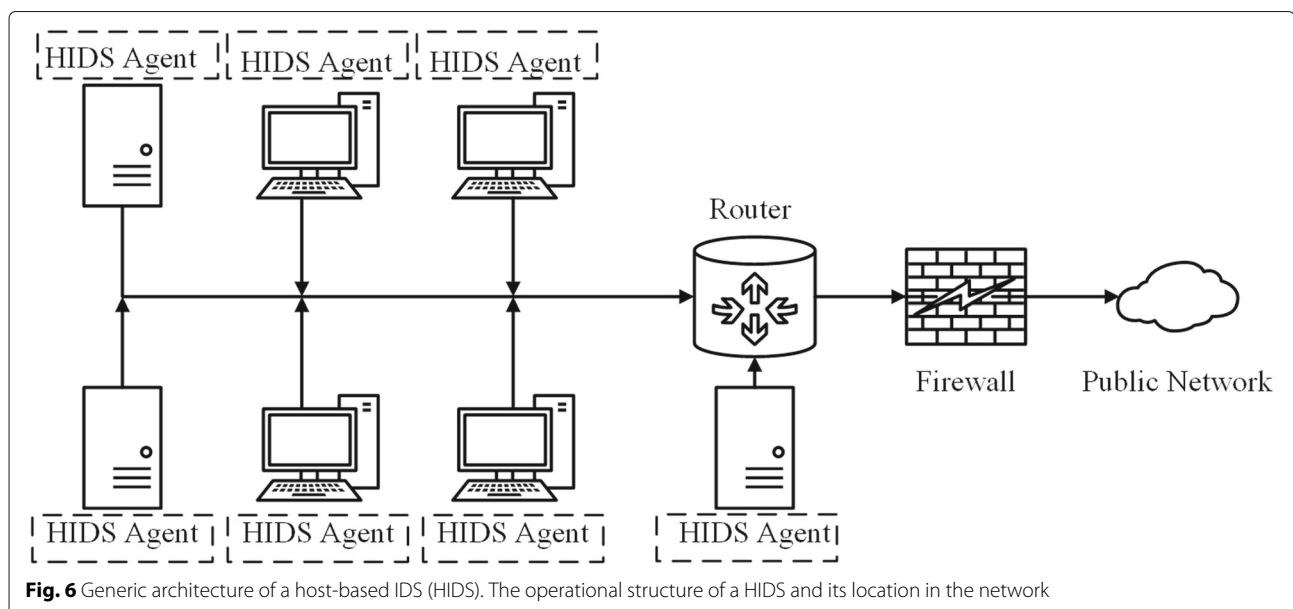 HIDS Agent
HIDS Agent
HIDS Agent
Router
Firewall
Public Network
HIDS Agent
HIDS Agent
HIDS Agent
HIDS Agent
Fig. 6 Generic architecture of a host-based IDS (HIDS). The operational structure of a HIDS and its location in the network